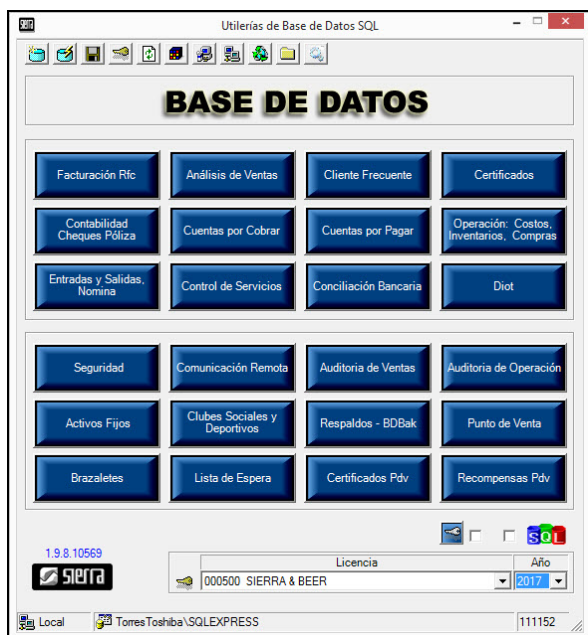 Utilerías de Base de Datos SQL
BASE DE DATOS
Facturación Rfc
Análisis de Ventas
Cliente Frecuente
Certificados
Contabilidad
Cheques Póliza
Cuentas por Cobrar
Cuentas por Pagar
Operación: Costos,
Inventarios, Compras
Entradas y Salidas,
Nomina
Control de Servicios
Conciliación Bancaria
Diot
Seguridad
Comunicación Remota
Auditoria de Ventas
Auditoria de Operación
Activos Fijos
Clubes Sociales y
Deportivos
Respaldos - BDBak
Punto de Venta
Brazaletes
Lista de Espera
Certificados Pdv
Recompensas Pdv
SQL
1.9.8.10569
sierra
Licencia
Año
000500 SIERRA & BEER
2017
Local
TorresToshiba\SQLEXPRESS
111152